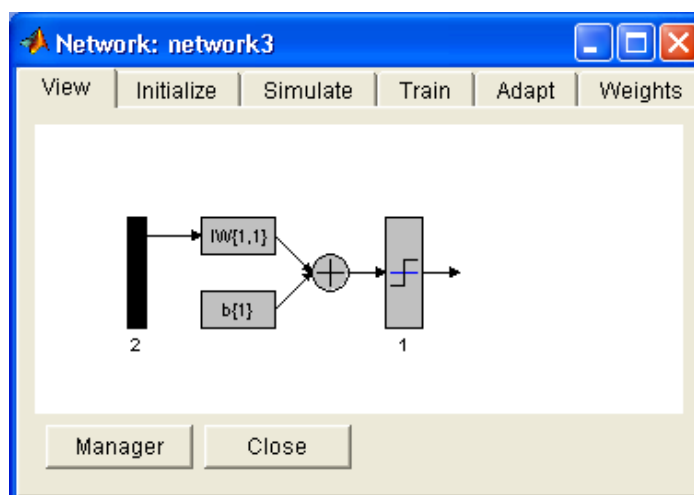 Network: network3
View Initialize Simulate Train Adapt Weights
IW{1,1}
b{1}
2 1
Manager Close